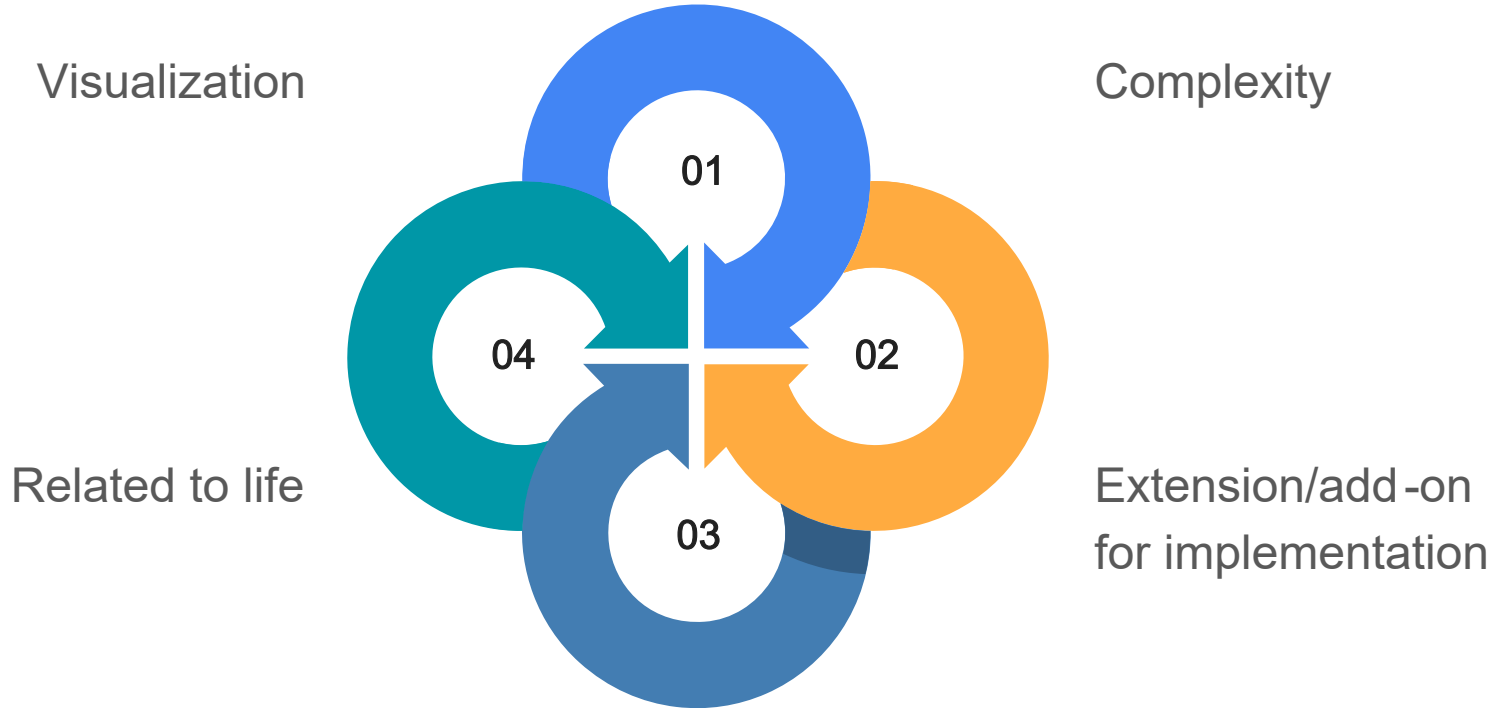 Visualization
Complexity
01
04
02
Related to life
Extension/add-on
for implementation
03